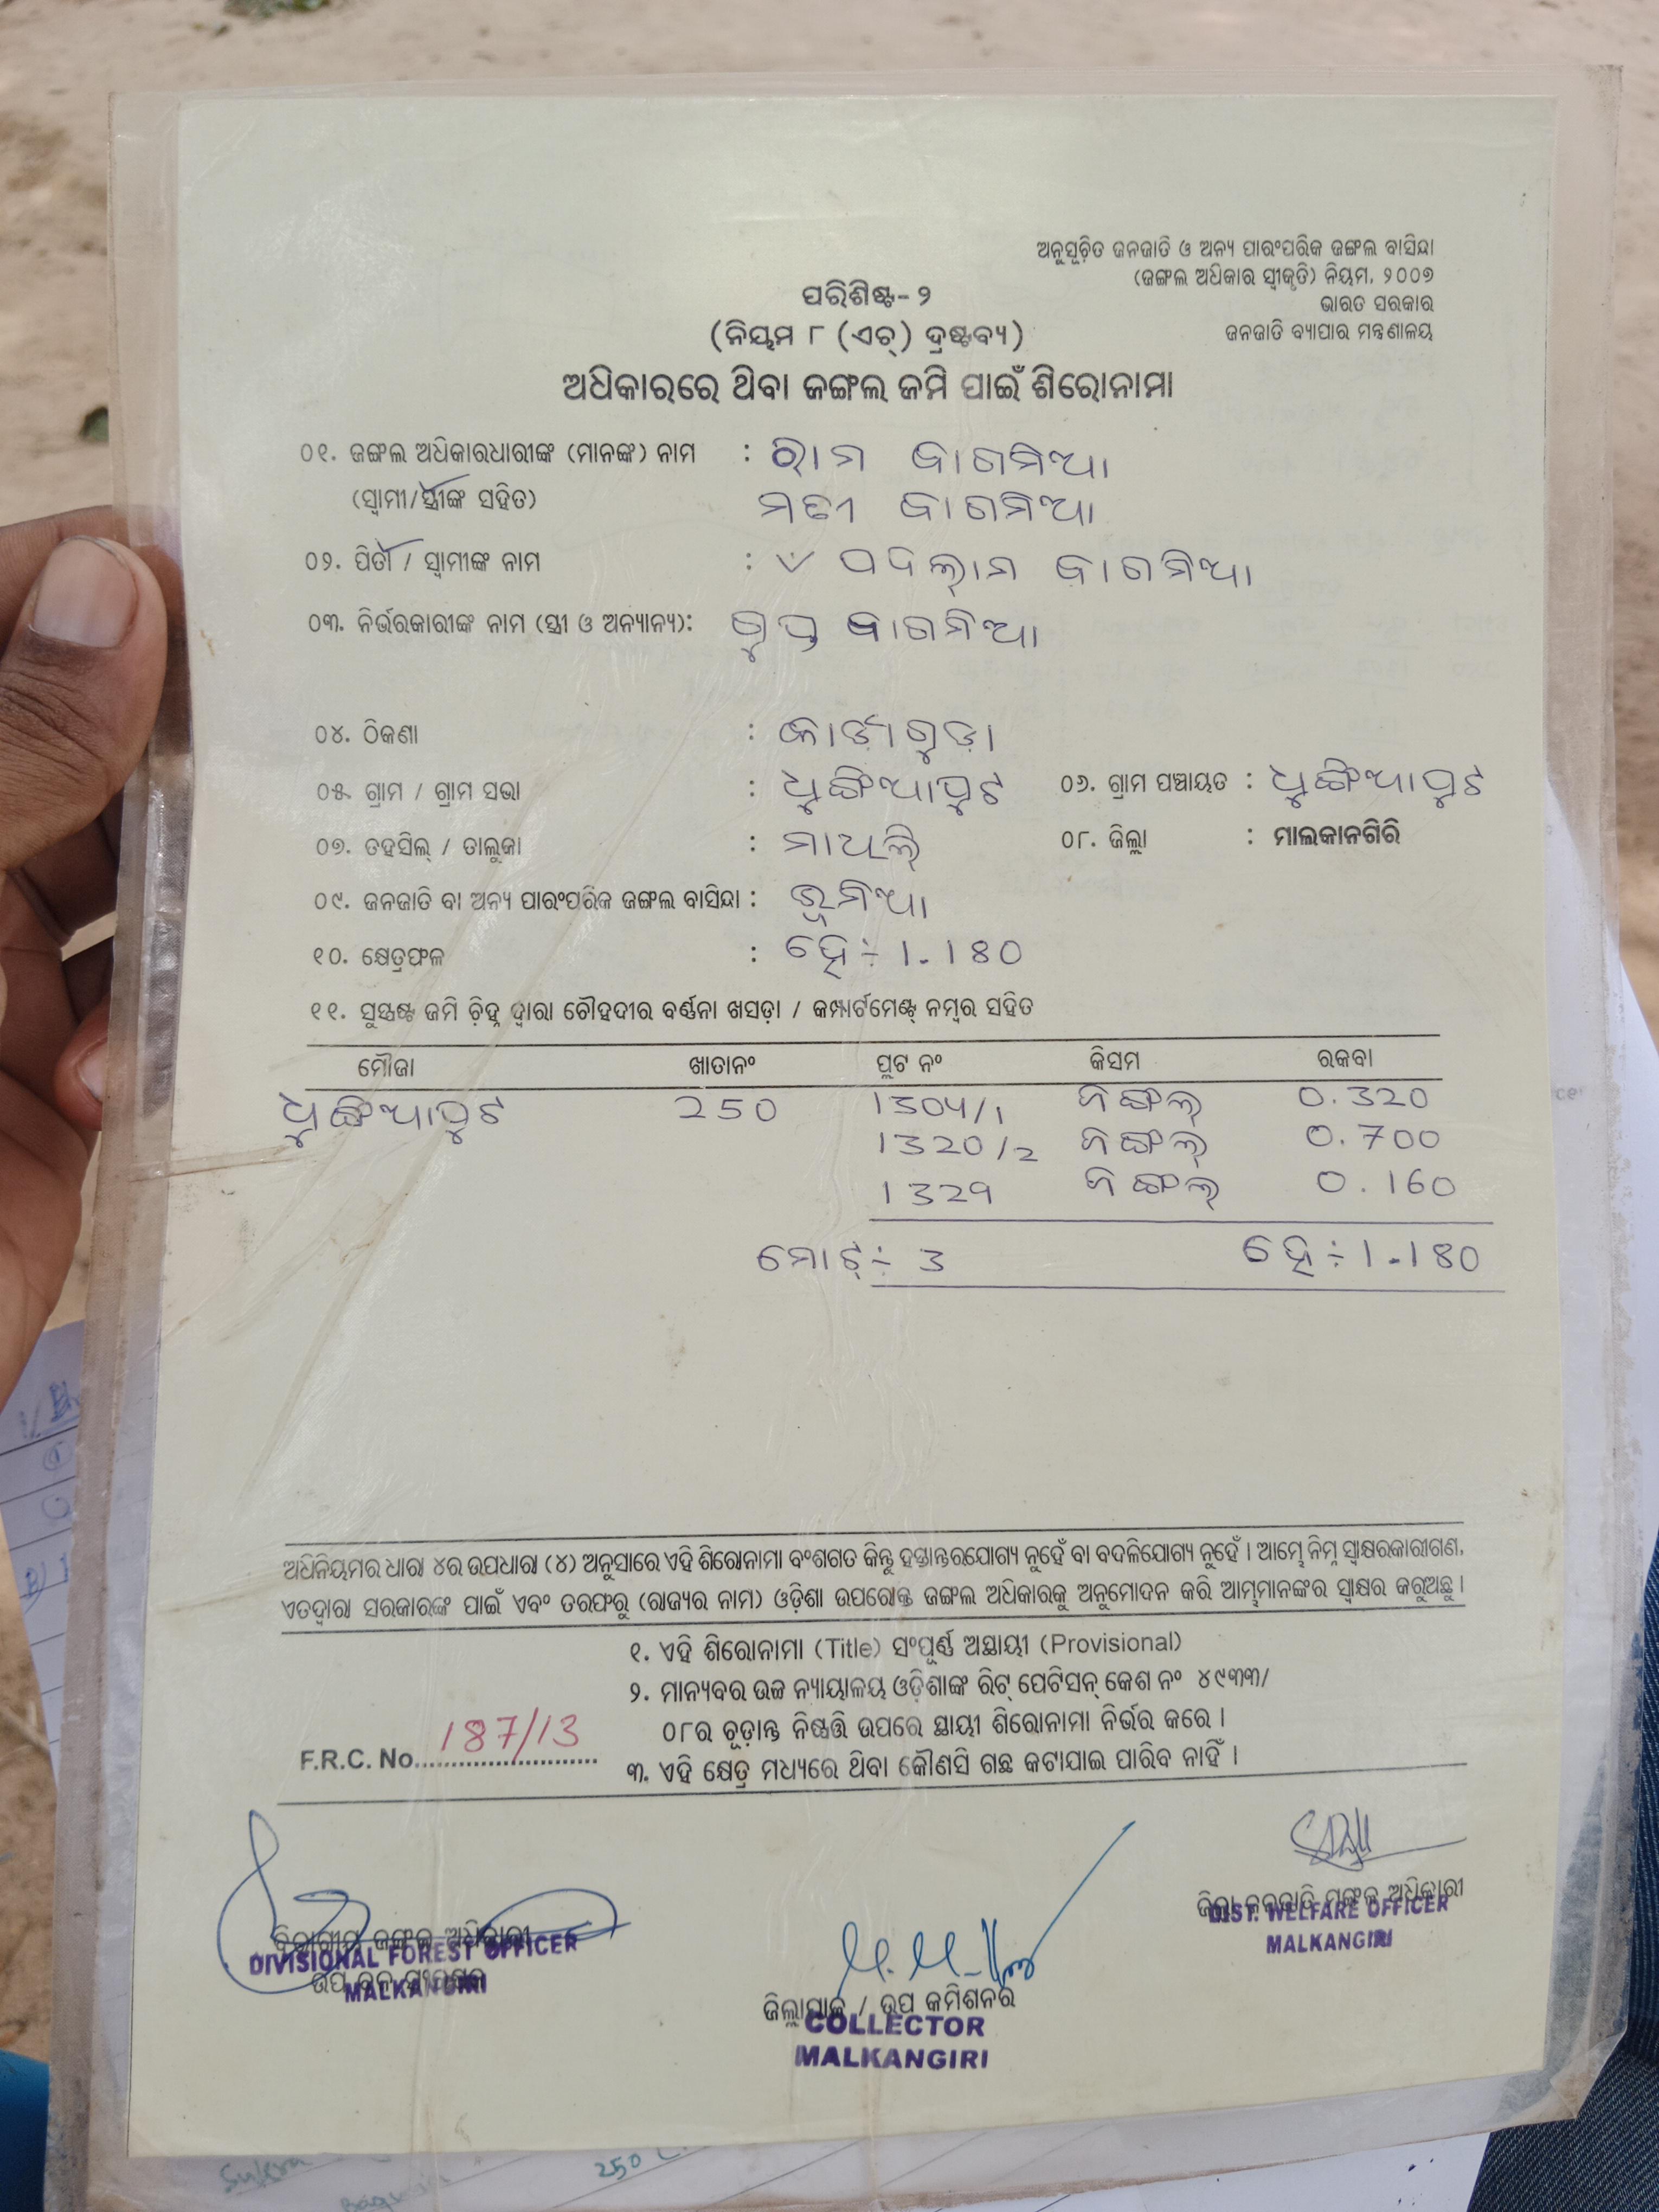 ଅନୁସୂଚିତ ଜନଜାତି ଓ ଅନ୍ୟ ପାରଂପରିକ ଜଙ୍ଗଲ ବାସିନ୍ଦା
(ଜଙ୍ଗଲ ଅଧିକାର ସ୍ୱୀକୃତି) ନିୟମ, ୨୦୦୭
ଭାରତ ସରକାର
ଜନଜାତି ବ୍ୟାପାର ମନ୍ତ୍ରଣାଳୟ
ପରିଶିଷ୍ଟ-୨
(ନିୟମ ୮ (ଏଚ୍) ଦ୍ରଷ୍ଟବ୍ୟ)
ଅଧିକାରରେ ଥିବା ଜଙ୍ଗଲ ଜମି ପାଇଁ ଶିରୋନାମା
୦୧. ଜଙ୍ଗଲ ଅଧିକାରଧାରୀଙ୍କ (ମାନଙ୍କ) ନାମ : ରାମ ବାଗମିଆ
(ସ୍ୱାମୀ/ସ୍ତ୍ରୀଙ୍କ ସହିତ) ବାଗମିଆ
୦୨. ପିତା / ସ୍ୱାମୀଙ୍କ ନାମ : ବାଗମିଆ
୦୩. ନିର୍ଭରକାରୀଙ୍କ ନାମ (ସ୍ତ୍ରୀ ଓ ଅନ୍ୟାନ୍ୟ): ବାଗମିଆ
୦୪. ଠିକଣା : କାର୍ଡ଼ାଗୁଡ଼ା
୦୫. ଗ୍ରାମ / ଗ୍ରାମ ସଭା : ଧୁଙ୍ଗିଆପୁଟ ୦୬. ଗ୍ରାମ ପଞ୍ଚାୟତ : ଧୁଙ୍ଗିଆପୁଟ
୦୭. ତହସିଲ୍ / ତାଲୁକା : ମାଥିଲି ୦୮. ଜିଲ୍ଲା : ମାଲକାନଗିରି
୦୯. ଜନଜାତି ବା ଅନ୍ୟ ପାରଂପରିକ ଜଙ୍ଗଲ ବାସିନ୍ଦା : ଭୂମିଆ
୧୦. କ୍ଷେତ୍ରଫଳ : ହେ÷ 1.180
୧୧. ସୁସ୍ପଷ୍ଟ ଜମି ଚିହ୍ନ ଦ୍ୱାରା ଚୌହଦୀର ବର୍ଣ୍ଣନା ଖସଡ଼ା / କମ୍ପାର୍ଟମେଣ୍ଟ୍ ନମ୍ବର ସହିତ
ମୌଜା ଖାତାନଂ ପ୍ଲଟ ନଂ କିସମ ରକବା
ଧୁଙ୍ଗିଆପୁଟ 250 1304/1 ଜଙ୍ଗଲ 0.320
1320/2 ଜଙ୍ଗଲ 0.700
1329 ଜଙ୍ଗଲ 0.160
ମୋଟ୍÷ 3 ହେ÷ 1.180
ଅଧିନିୟମର ଧାରା ୪ର ଉପଧାରା (୪) ଅନୁସାରେ ଏହି ଶିରୋନାମା ବଂଶଗତ କିନ୍ତୁ ହସ୍ତାନ୍ତରଯୋଗ୍ୟ ନୁହେଁ ବା ବଦଳିଯୋଗ୍ୟ ନୁହେଁ । ଆମ୍ଭେ ନିମ୍ନ ସ୍ୱାକ୍ଷରକାରୀଗଣ,
ଏତଦ୍ୱାରା ସରକାରଙ୍କ ପାଇଁ ଏବଂ ତରଫରୁ (ରାଜ୍ୟର ନାମ) ଓଡ଼ିଶା ଉପରୋକ୍ତ ଜଙ୍ଗଲ ଅଧିକାରକୁ ଅନୁମୋଦନ କରି ଆମ୍ଭମାନଙ୍କର ସ୍ୱାକ୍ଷର କରୁଅଛୁ ।
୧. ଏହି ଶିରୋନାମା (Title) ସଂପୂର୍ଣ୍ଣ ଅସ୍ଥାୟୀ (Provisional)
୨. ମାନ୍ୟବର ଉଚ୍ଚ ନ୍ୟାୟାଳୟ ଓଡ଼ିଶାଙ୍କ ରିଟ୍ ପେଟିସନ୍ କେଶ ନଂ ୪୯୩୩/
୦୮ର ଚୂଡ଼ାନ୍ତ ନିଷ୍ପତ୍ତି ଉପରେ ସ୍ଥାୟୀ ଶିରୋନାମା ନିର୍ଭର କରେ ।
F.R.C. No. 187/13
୩. ଏହି କ୍ଷେତ୍ର ମଧ୍ୟରେ ଥିବା କୌଣସି ଗଛ କଟାଯାଇ ପାରିବ ନାହିଁ ।
ବିଭାଗୀୟ ଜଙ୍ଗଲ ଅଧିକାରୀ
DIVISIONAL FOREST OFFICER
MALKANGIRI
ଜିଲ୍ଲାପାଳ / ଉପ କମିଶନର
COLLECTOR
MALKANGIRI
ଜିଲ୍ଲା ଜନଜାତି ମଙ୍ଗଳ ଅଧିକାରୀ
DIST. WELFARE OFFICER
MALKANGIRI
250